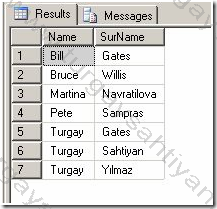 Results Messages
Name SurName
1 Bill Gates
2 Bruce Willis
3 Martina Navratilova
4 Pete Sampras
5 Turgay Gates
6 Turgay Sahtiyan
7 Turgay Yılmaz